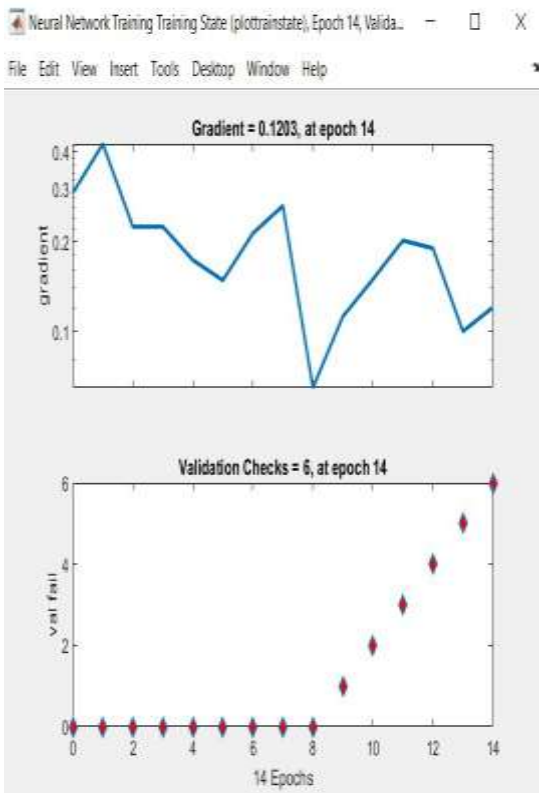 Neural Network Training Training State (plottrainstate), Epoch 14, Valida...
File Edit View Insert Tools Desktop Window Help
Gradient = 0.1203, at epoch 14
0.4
0.3
0.2
0.1
gradient
Validation Checks = 6, at epoch 14
6
4
2
0
val fail
0 2 4 6 8 10 12 14
14 Epochs